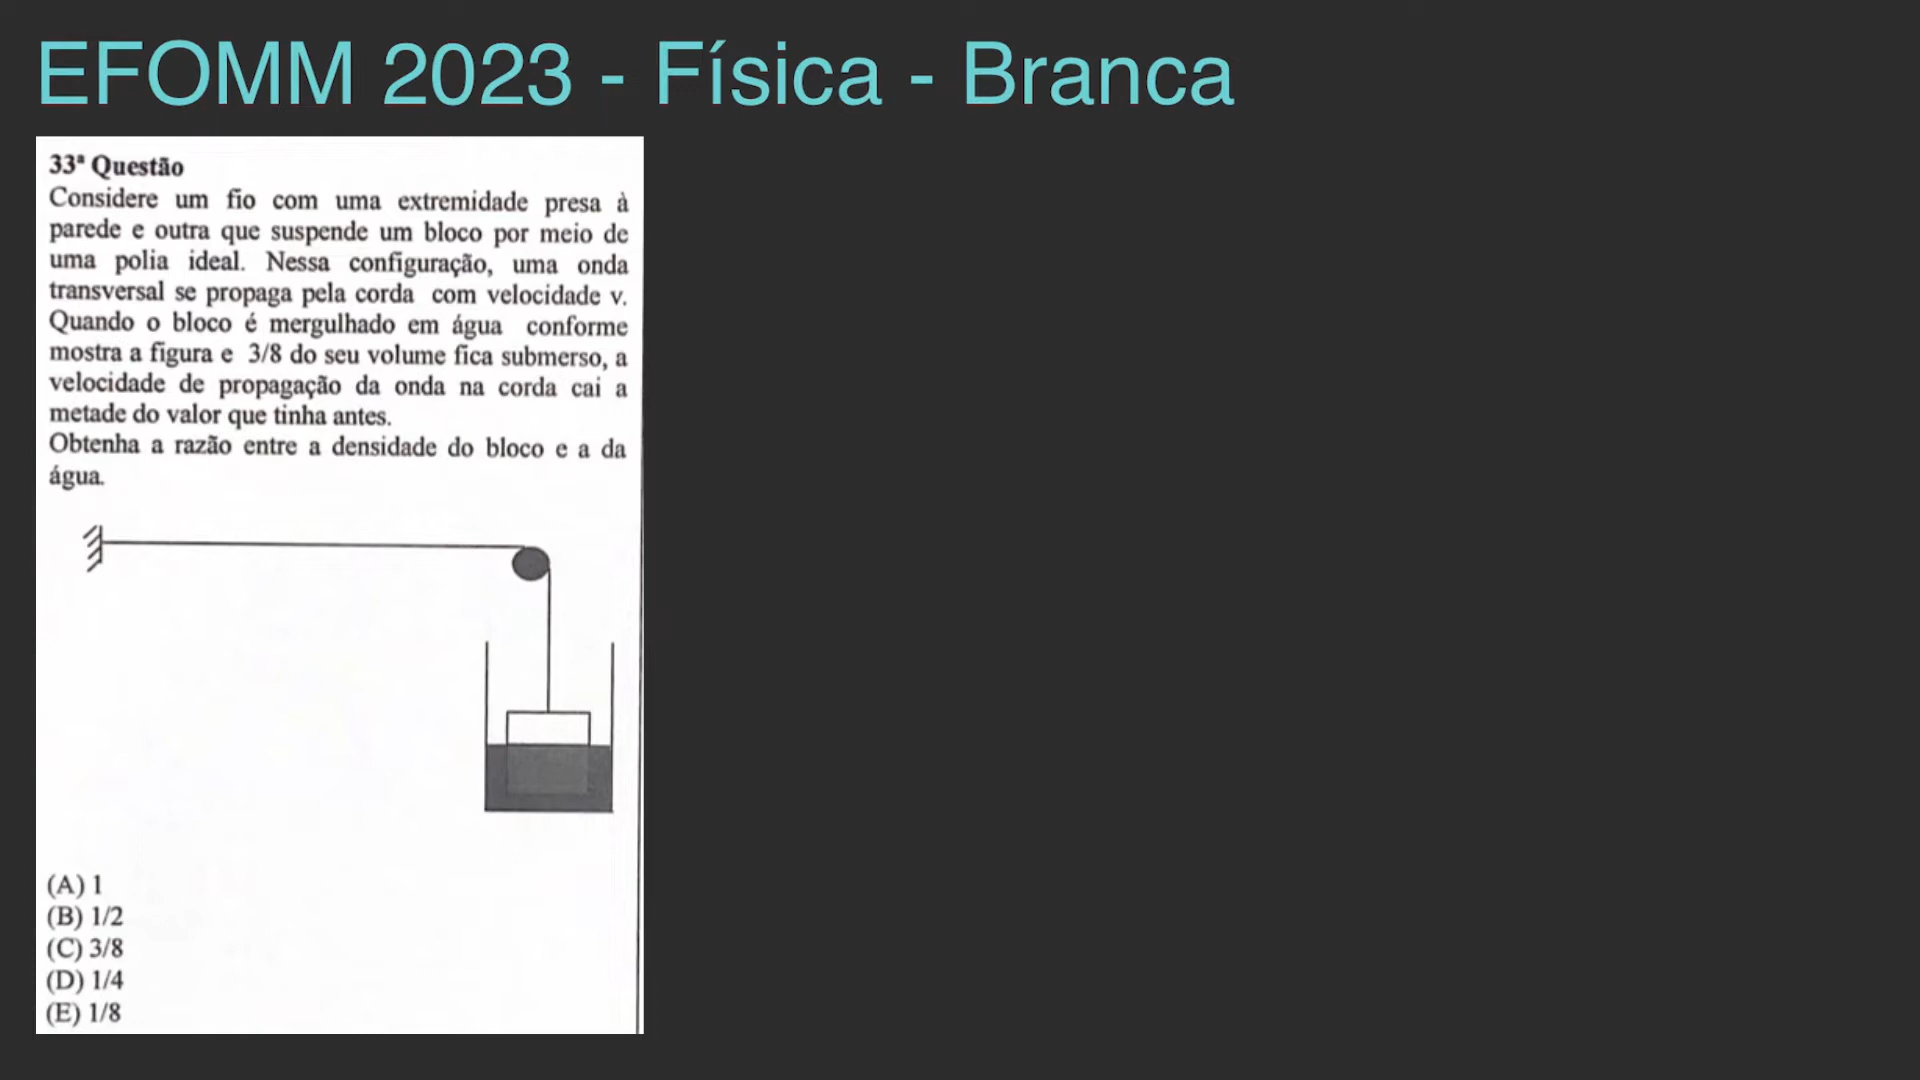 EFOMM 2023 - Física - Branca
33ª Questão
Considere um fio com uma extremidade presa à
parede e outra que suspende um bloco por meio de
uma polia ideal. Nessa configuração, uma onda
transversal se propaga pela corda com velocidade v.
Quando o bloco é mergulhado em água conforme
mostra a figura e 3/8 do seu volume fica submerso, a
velocidade de propagação da onda na corda cai a
metade do valor que tinha antes.
Obtenha a razão entre a densidade do bloco e a da
água.
(A) 1
(B) 1/2
(C) 3/8
(D) 1/4
(E) 1/8